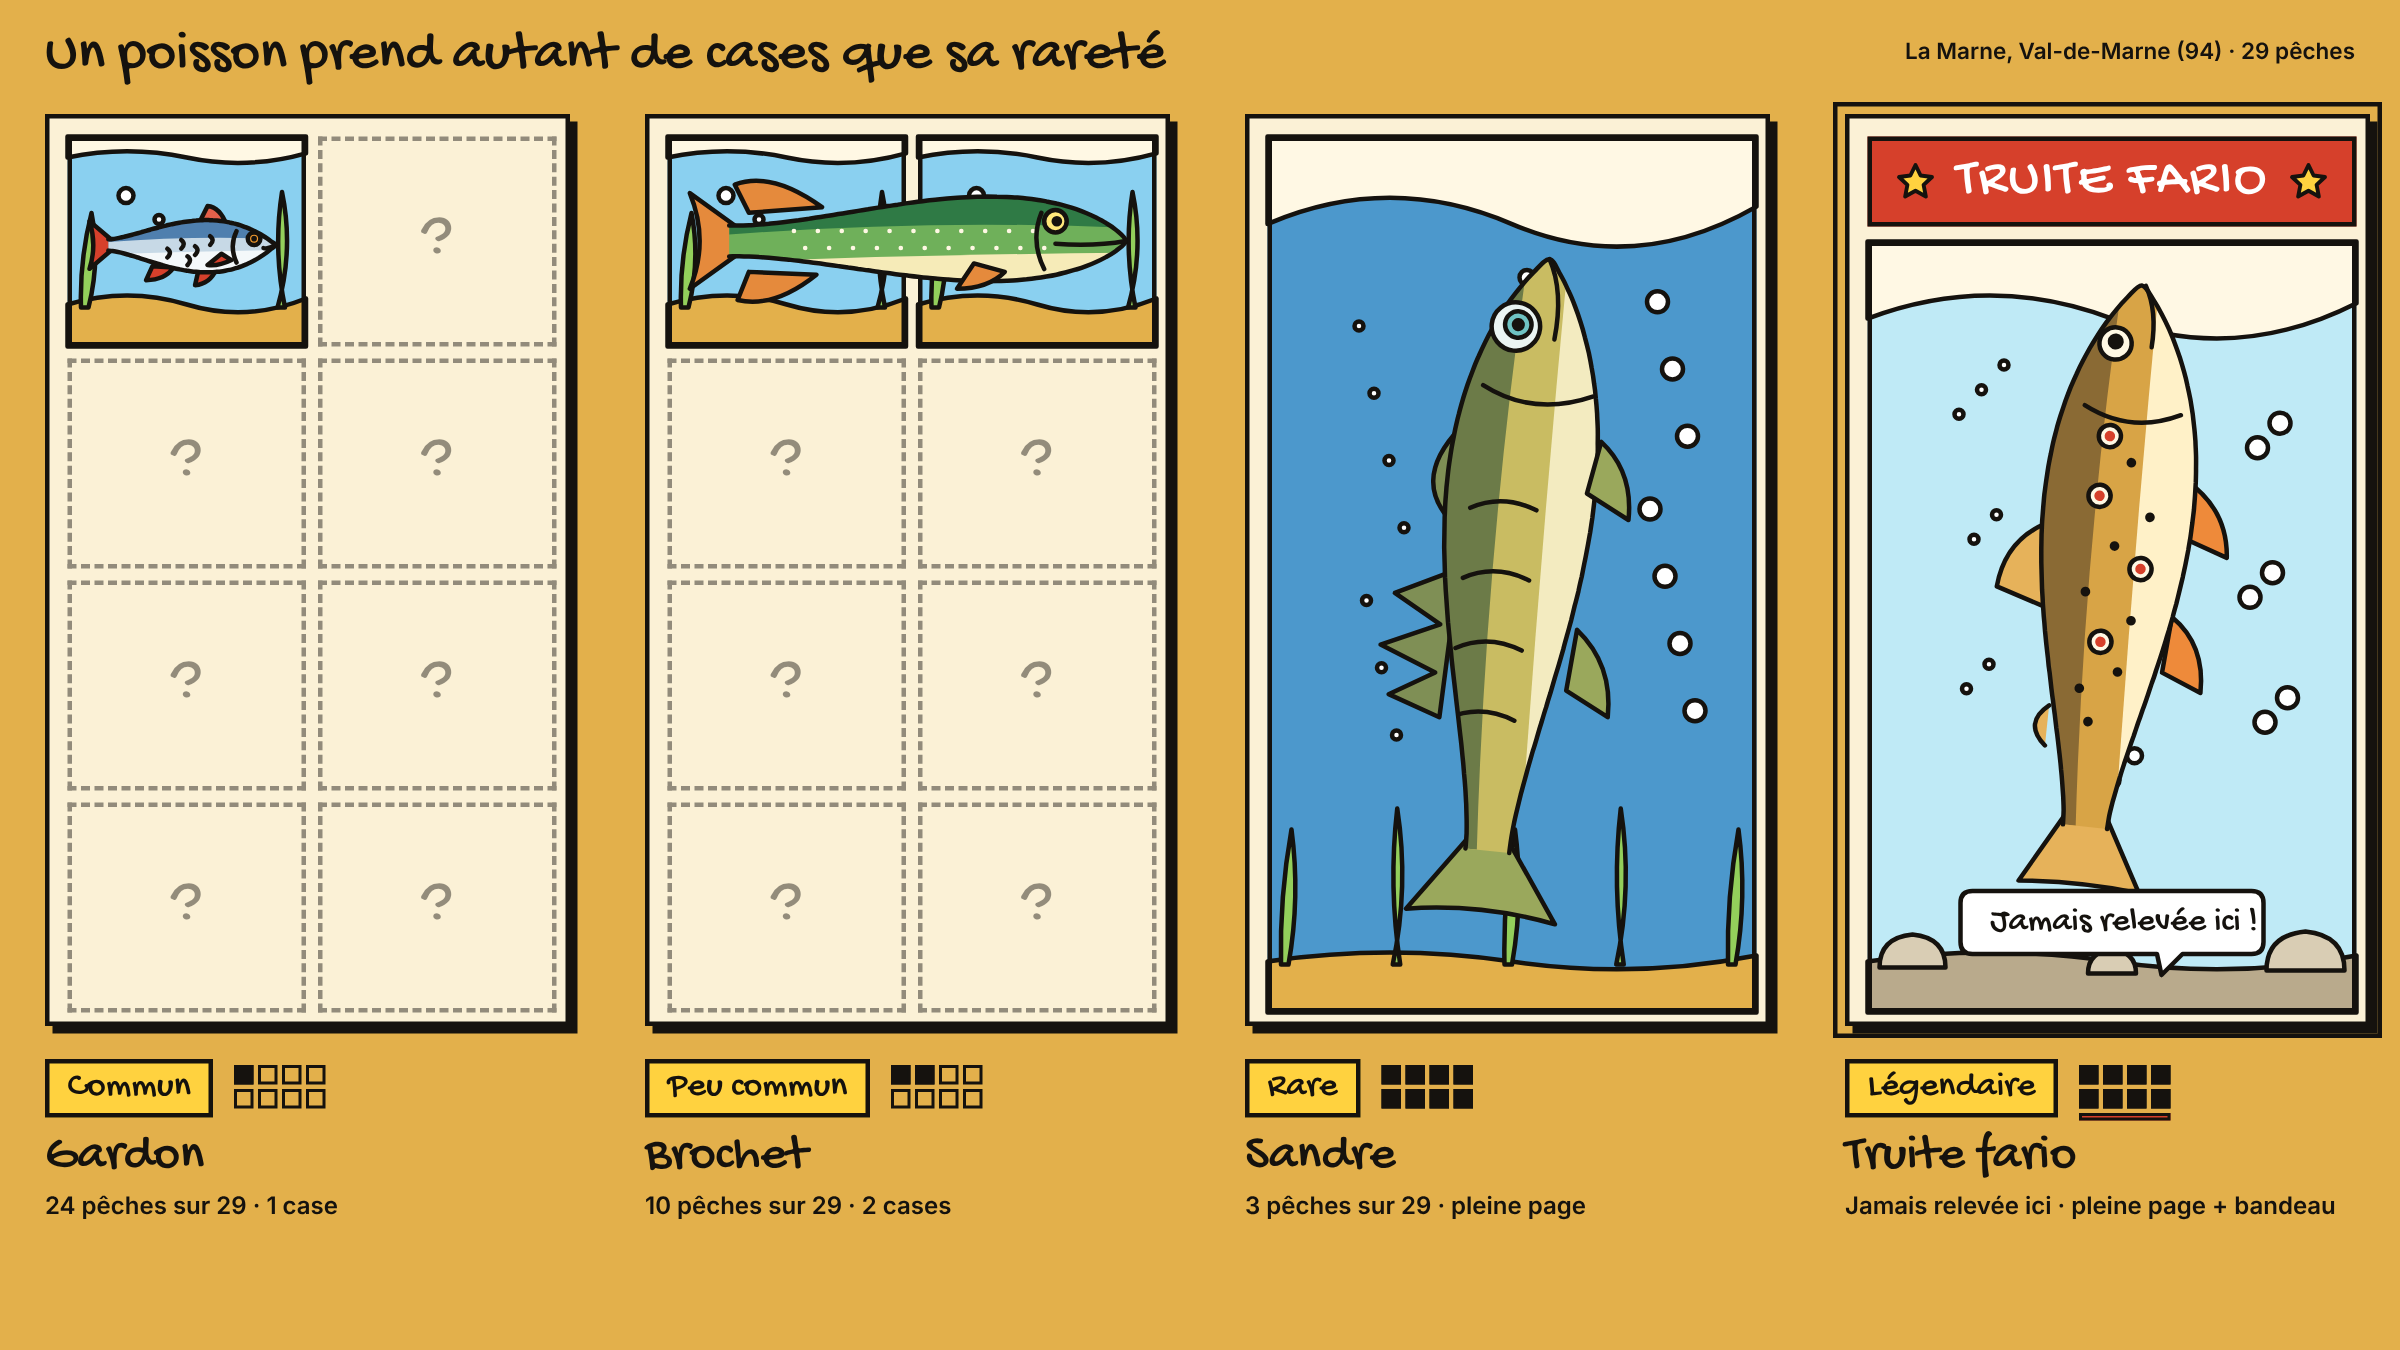 Un poisson prend autant de cases que sa rareté
La Marne, Val-de-Marne (94) · 29 pêches
?
? ?
? ?
? ?
Commun
Gardon
24 pêches sur 29 · 1 case
? ?
? ?
? ?
Peu commun
Brochet
10 pêches sur 29 · 2 cases
Rare
Sandre
3 pêches sur 29 · pleine page
TRUITE FARIO
Jamais relevée ici !
Légendaire
Truite fario
Jamais relevée ici · pleine page + bandeau